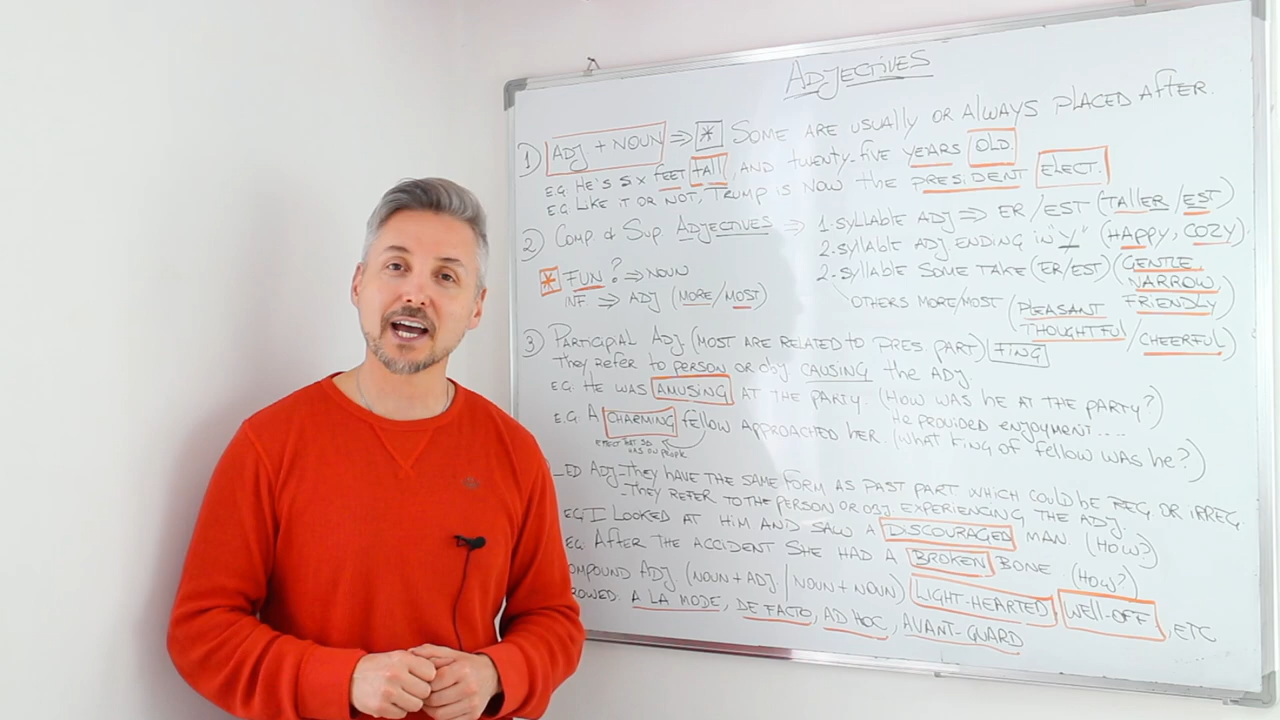 ADJECTIVES
1) ADJ + NOUN ⇒ * SOME ARE USUALLY OR ALWAYS PLACED AFTER.
E.G. HE'S SIX FEET TALL, AND TWENTY-FIVE YEARS OLD.
E.G. LIKE IT OR NOT, TRUMP IS NOW THE PRESIDENT ELECT.
2) COMP & SUP. ADJECTIVES ⇒ 1-SYLLABLE ADJ ⇒ ER/EST (TALLER/EST)
2-SYLLABLE ADJ ENDING IN "Y" (HAPPY, COZY)
* FUN? ⇒ NOUN
INF ⇒ ADJ (MORE/MOST)
2-SYLLABLE SOME TAKE (ER/EST) (GENTLE
NARROW
FRIENDLY)
OTHERS MORE/MOST (PLEASANT
THOUGHTFUL/CHEERFUL)
3) PARTICIPIAL ADJ (MOST ARE RELATED TO PRES. PART) ING
THEY REFER TO PERSON OR OBJ CAUSING THE ADJ.
E.G. HE WAS AMUSING AT THE PARTY. (HOW WAS HE AT THE PARTY?)
HE PROVIDED ENJOYMENT....
E.G. A CHARMING FELLOW APPROACHED HER. (WHAT KING OF FELLOW WAS HE?)
EFFECT THAT SB
HAS ON PEOPLE
_ED ADJ-THEY HAVE THE SAME FORM AS PAST PART WHICH COULD BE REG. OR IRREG.
-THEY REFER TO THE PERSON OR OBJ. EXPERIENCING THE ADJ.
EG I LOOKED AT HIM AND SAW A DISCOURAGED MAN (HOW?)
EG. AFTER THE ACCIDENT SHE HAD A BROKEN BONE. (HOW?)
OMPOUND ADJ (NOUN+ADJ./NOUN+NOUN) LIGHT-HEARTED WELL-OFF, ETC
ROWED. A LA MODE, DE FACTO, AD HOC, AVANT-GUARD